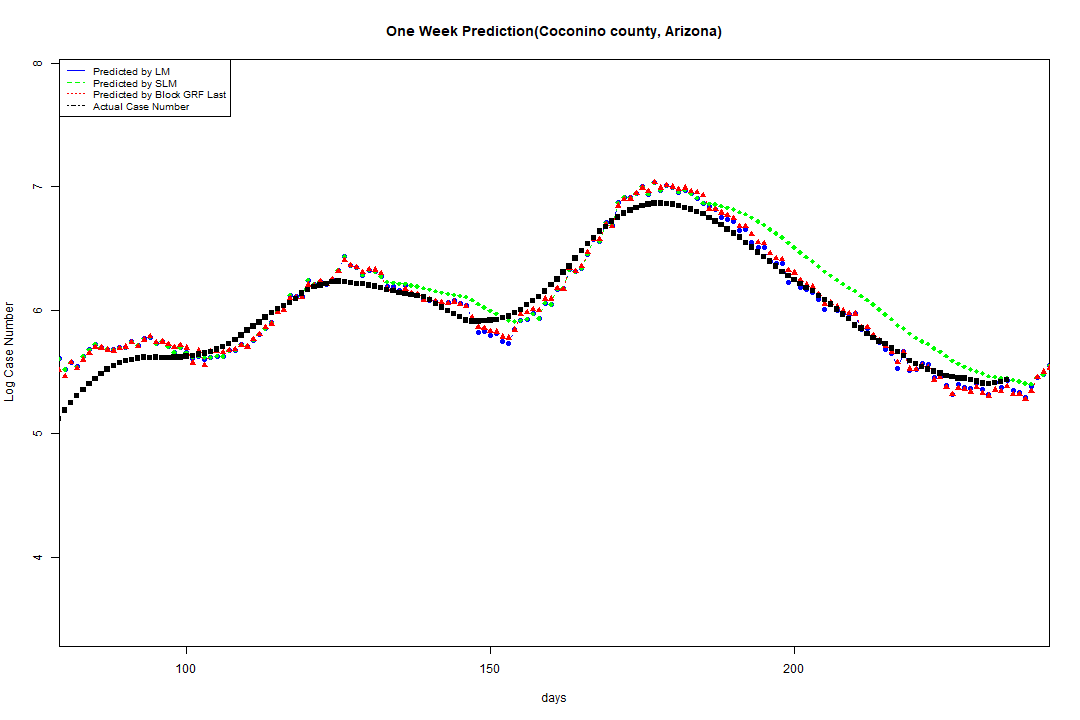 One Week Prediction(Coconino county, Arizona)
Predicted by LM
Predicted by SLM
Predicted by Block GRF Last
Actual Case Number
8
7
6
5
4
Log Case Number
100 150 200
days